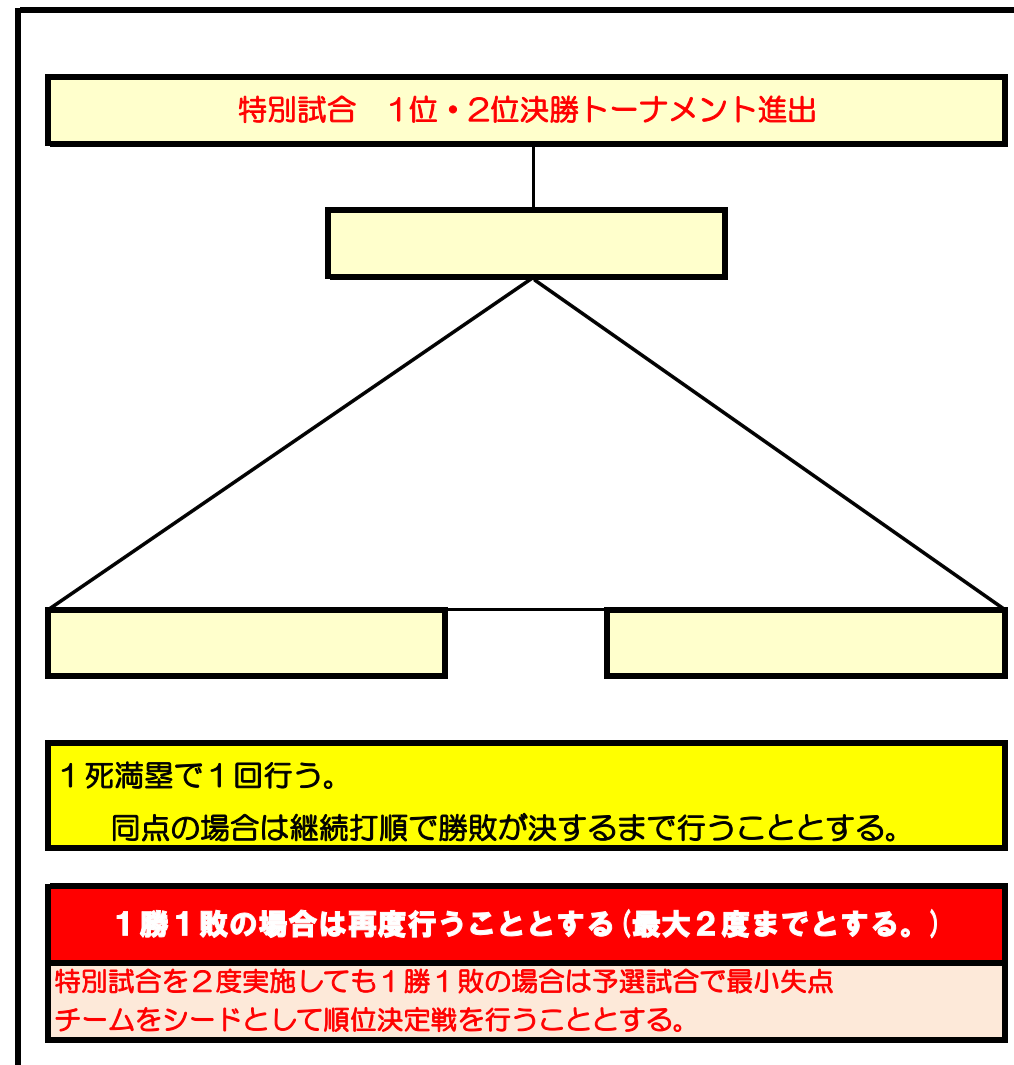 特別試合　1位・2位決勝トーナメント進出
１死満塁で１回行う。
同点の場合は継続打順で勝敗が決するまで行うこととする。
１勝１敗の場合は再度行うこととする(最大２度までとする。)
特別試合を２度実施しても１勝１敗の場合は予選試合で最小失点
チームをシードとして順位決定戦を行うこととする。